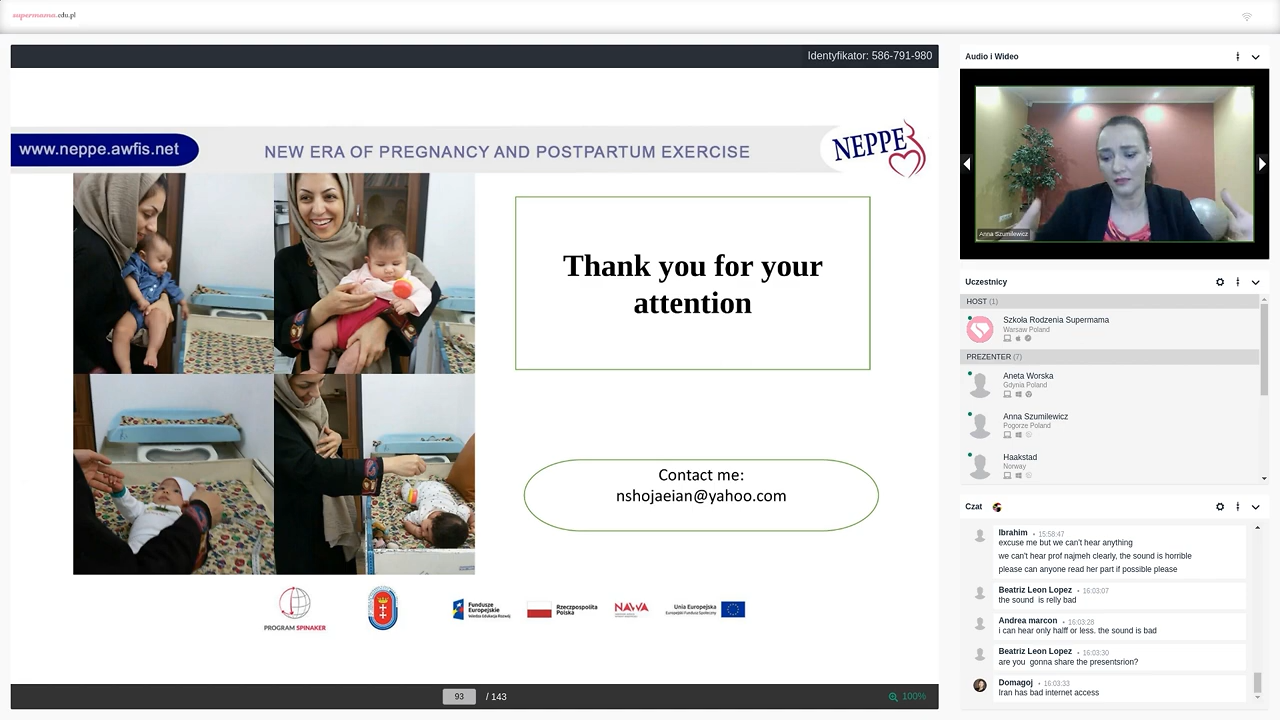 supermama.edu.pl
Identyfikator: 586-791-980
www.neppe.awfis.net
NEW ERA OF PREGNANCY AND POSTPARTUM EXERCISE
NEPPE
Thank you for your
attention
Contact me:
nshojaeian@yahoo.com
PROGRAM SPINAKER
Fundusze
Europejskie
Wiedza Edukacja Rozwój
Rzeczpospolita
Polska
NAWA
Unia Europejska
Europejski Fundusz Społeczny
93 / 143
100%
Audio i Wideo
Anna Szumilewicz
Uczestnicy
HOST (1)
Szkoła Rodzenia Supermama
Warsaw Poland
PREZENTER (7)
Aneta Worska
Gdynia Poland
Anna Szumilewicz
Pogorze Poland
Haakstad
Norway
Czat
Ibrahim • 15:58:47
excuse me but we can't hear anything
we can't hear prof najmeh clearly, the sound is horrible
please can anyone read her part if possible please
Beatriz Leon Lopez • 16:03:07
the sound is relly bad
Andrea marcon • 16:03:28
i can hear only halff or less. the sound is bad
Beatriz Leon Lopez • 16:03:30
are you gonna share the presentsrion?
Domagoj • 16:03:33
Iran has bad internet access